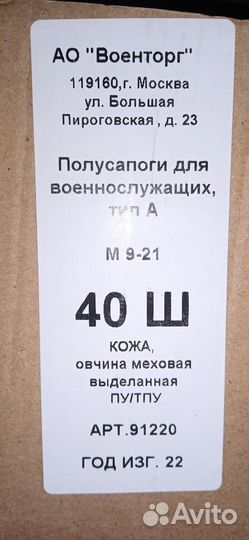 АО "Военторг"
119160,г. Москва
ул. Большая
Пироговская , д. 23
Полусапоги для
военнослужащих,
тип А
М 9-21
40 Ш
КОЖА,
овчина меховая
выделанная
ПУ/ТПУ
АРТ.91220
ГОД ИЗГ. 22
Avito